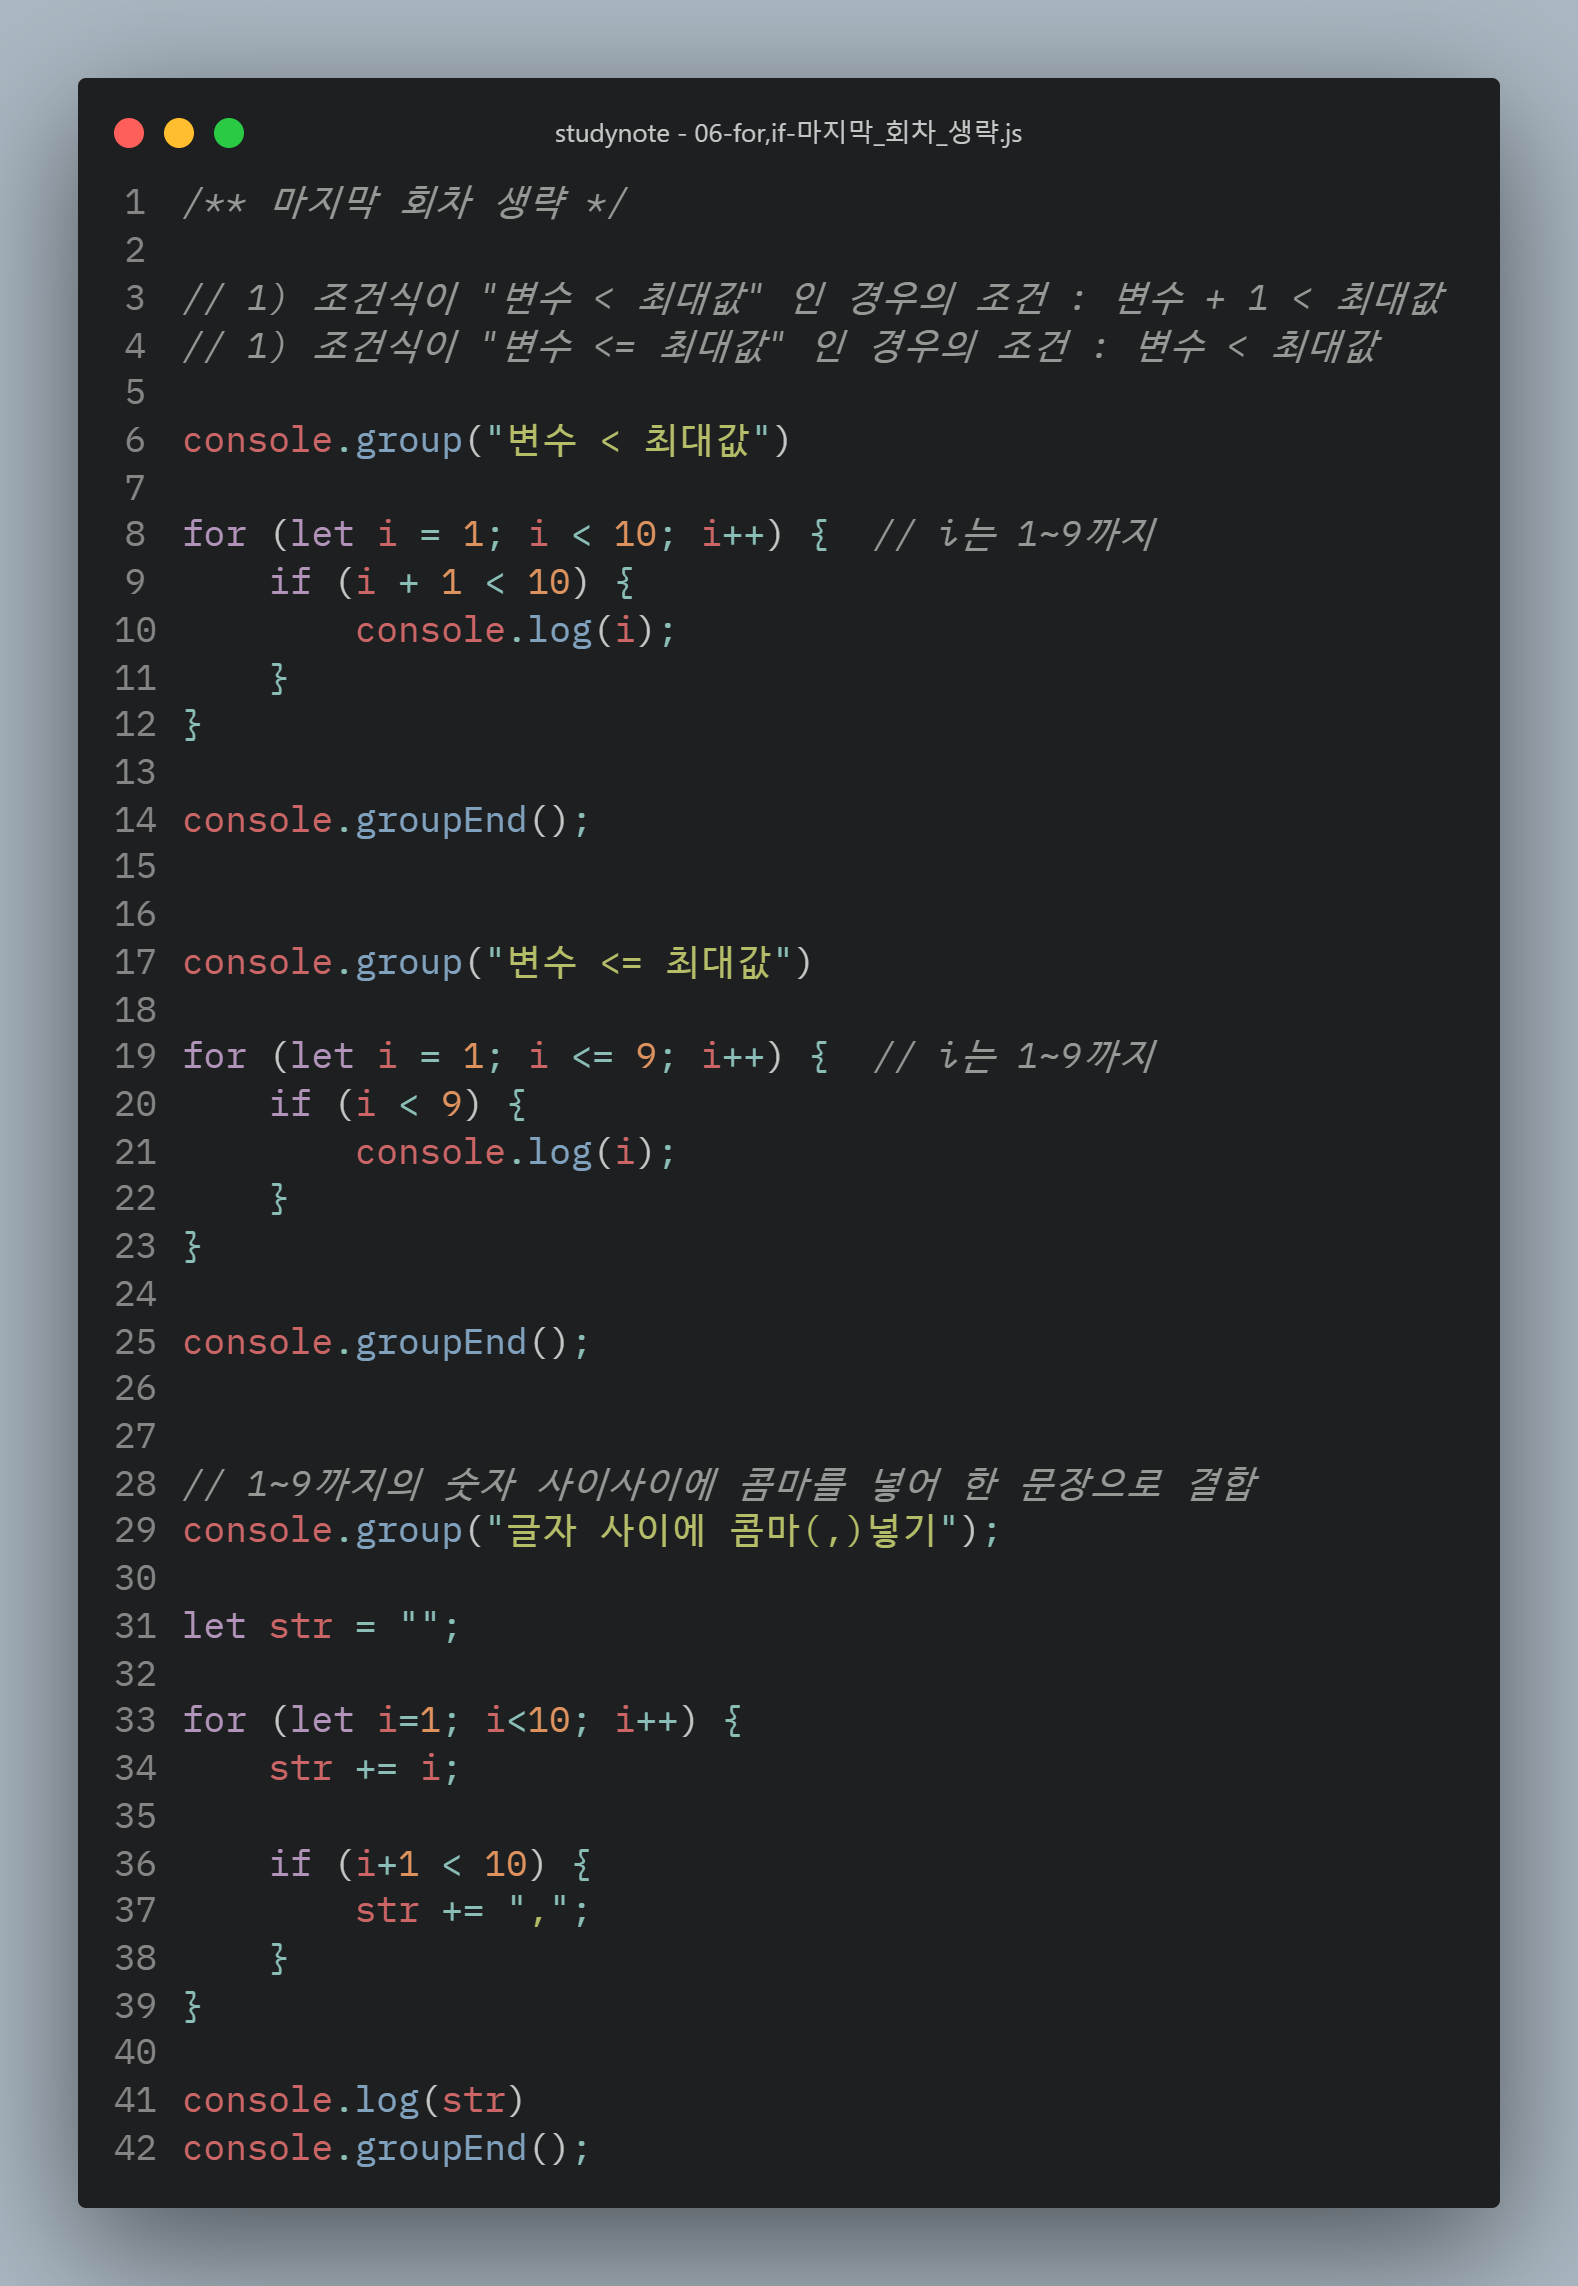 studynote - 06-for,if-마지막_회차_생략.js
1 /** 마지막 회차 생략 */
2
3 // 1) 조건식이 "변수 < 최대값" 인 경우의 조건 : 변수 + 1 < 최대값
4 // 1) 조건식이 "변수 <= 최대값" 인 경우의 조건 : 변수 < 최대값
5
6 console.group("변수 < 최대값")
7
8 for (let i = 1; i < 10; i++) {  // i는 1~9까지
9     if (i + 1 < 10) {
10         console.log(i);
11     }
12 }
13
14 console.groupEnd();
15
16
17 console.group("변수 <= 최대값")
18
19 for (let i = 1; i <= 9; i++) {  // i는 1~9까지
20     if (i < 9) {
21         console.log(i);
22     }
23 }
24
25 console.groupEnd();
26
27
28 // 1~9까지의 숫자 사이사이에 콤마를 넣어 한 문장으로 결합
29 console.group("글자 사이에 콤마(,)넣기");
30
31 let str = "";
32
33 for (let i=1; i<10; i++) {
34     str += i;
35
36     if (i+1 < 10) {
37         str += ",";
38     }
39 }
40
41 console.log(str)
42 console.groupEnd();